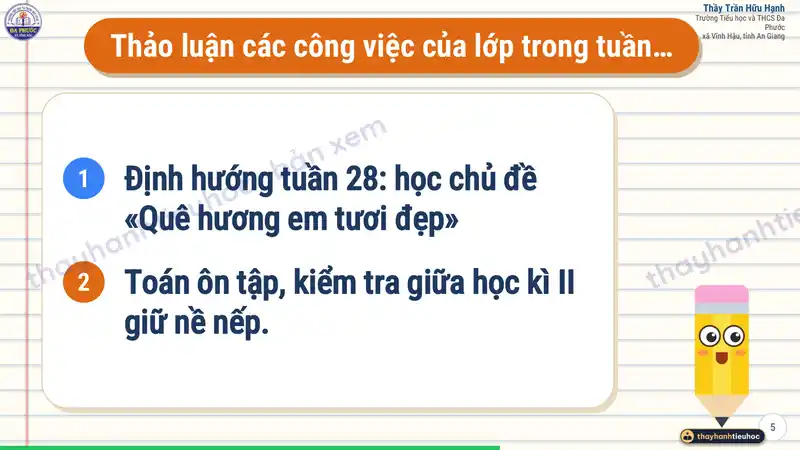 Thầy Trần Hữu Hạnh
Trường Tiểu học và THCS Đa
Phước
xã Vĩnh Hậu, tỉnh An Giang
ĐA PHƯỚC
Thảo luận các công việc của lớp trong tuần…
1
Định hướng tuần 28: học chủ đề
«Quê hương em tươi đẹp»
2
Toán ôn tập, kiểm tra giữa học kì II
giữ nề nếp.
thayhanhtieuhoc
5